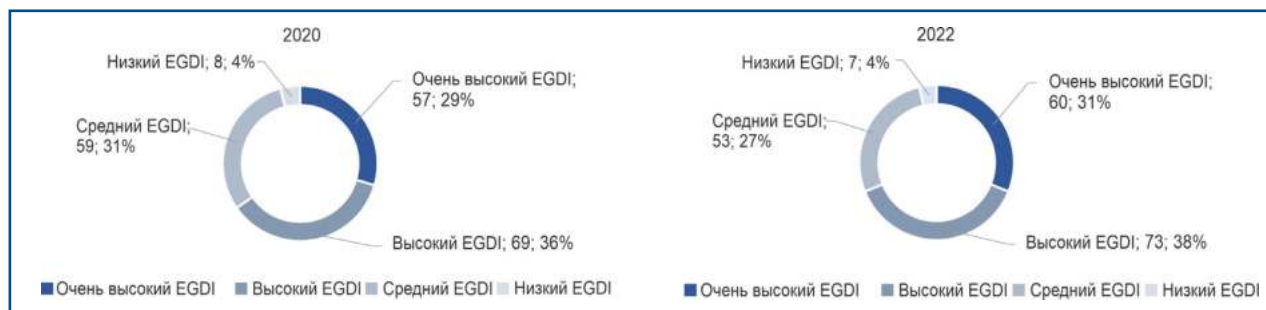 2020
Низкий EGDI; 8; 4%
Очень высокий EGDI;
57; 29%
Средний EGDI;
59; 31%
Высокий EGDI; 69; 36%
Очень высокий EGDI Высокий EGDI Средний EGDI Низкий EGDI
2022
Низкий EGDI; 7; 4%
Очень высокий EGDI;
60; 31%
Средний EGDI;
53; 27%
Высокий EGDI; 73; 38%
Очень высокий EGDI Высокий EGDI Средний EGDI Низкий EGDI